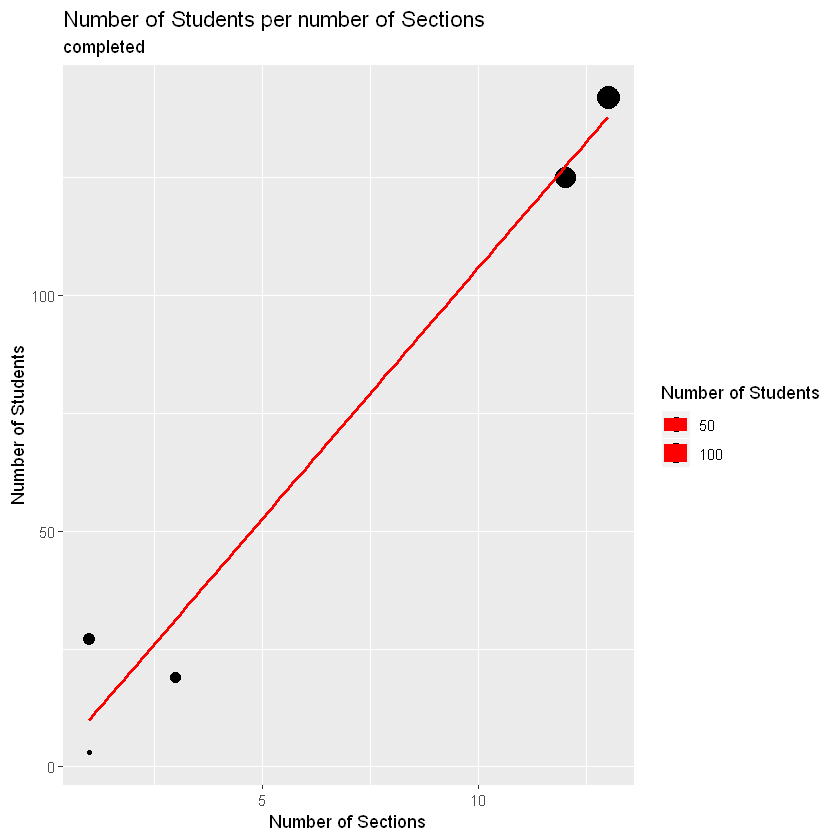 Number of Students per number of Sections
completed
100
50
0
5
10
Number of Students
Number of Sections
Number of Students
50
100